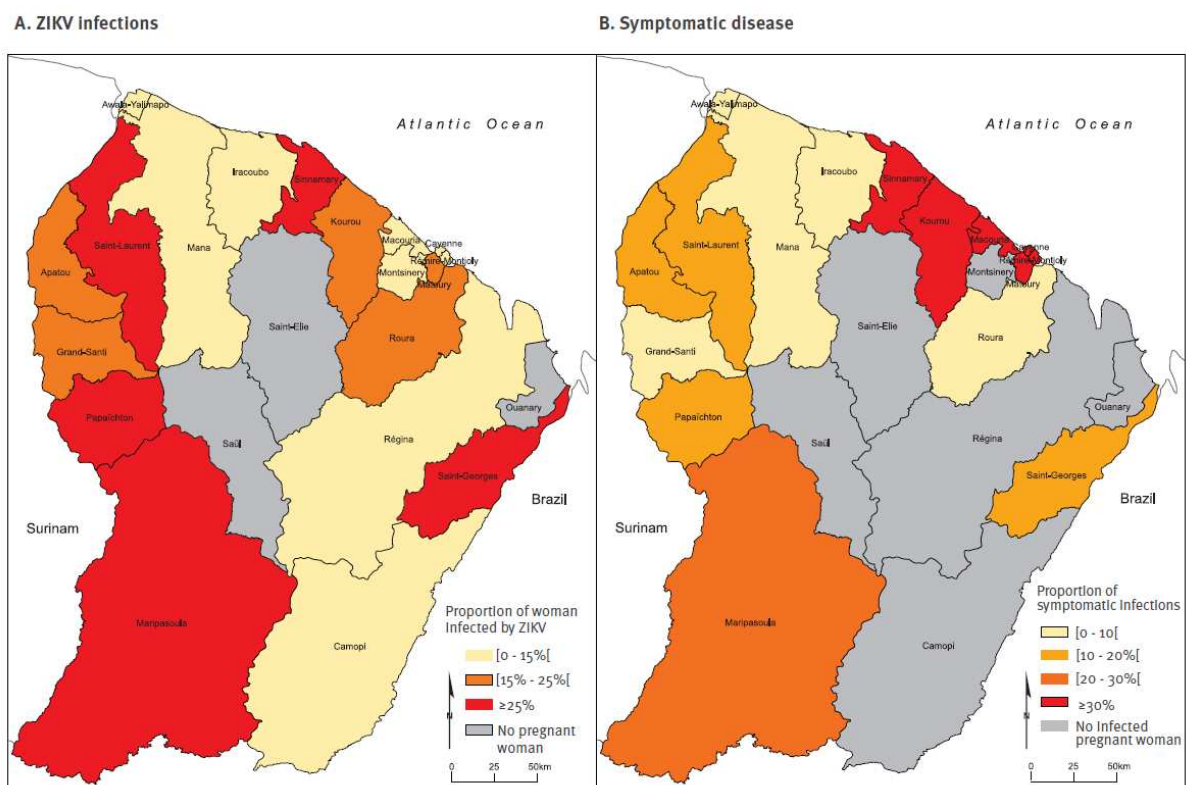 A. ZIKV infections
Awala-Yalimapo
Atlantic Ocean
Iracoubo
Sinnamary
Kourou
Saint-Laurent
Mana
Macouria
Cayenne
Rémire-Montjoly
Montsinery
Matoury
Apatou
Saint-Elie
Roura
Grand-Santi
Ouanary
Papaïchton
Régina
Saül
Saint-Georges
Surinam
Brazil
Maripasoula
Camopi
Proportion of woman
Infected by ZIKV
[0 - 15%[
[15% - 25%[
≥25%
No pregnant
woman
N
0 25 50km
B. Symptomatic disease
Awala-Yalimapo
Atlantic Ocean
Iracoubo
Sinnamary
Kourou
Saint-Laurent
Mana
Macouria
Cayenne
Rémire-Montjoly
Montsinery
Matoury
Apatou
Saint-Elie
Roura
Grand-Santi
Ouanary
Papaïchton
Régina
Saül
Saint-Georges
Surinam
Brazil
Maripasoula
Camopi
Proportion of
symptomatic infections
[0 - 10[
[10 - 20%[
[20 - 30%[
≥30%
No Infected
pregnant woman
N
0 25 50km